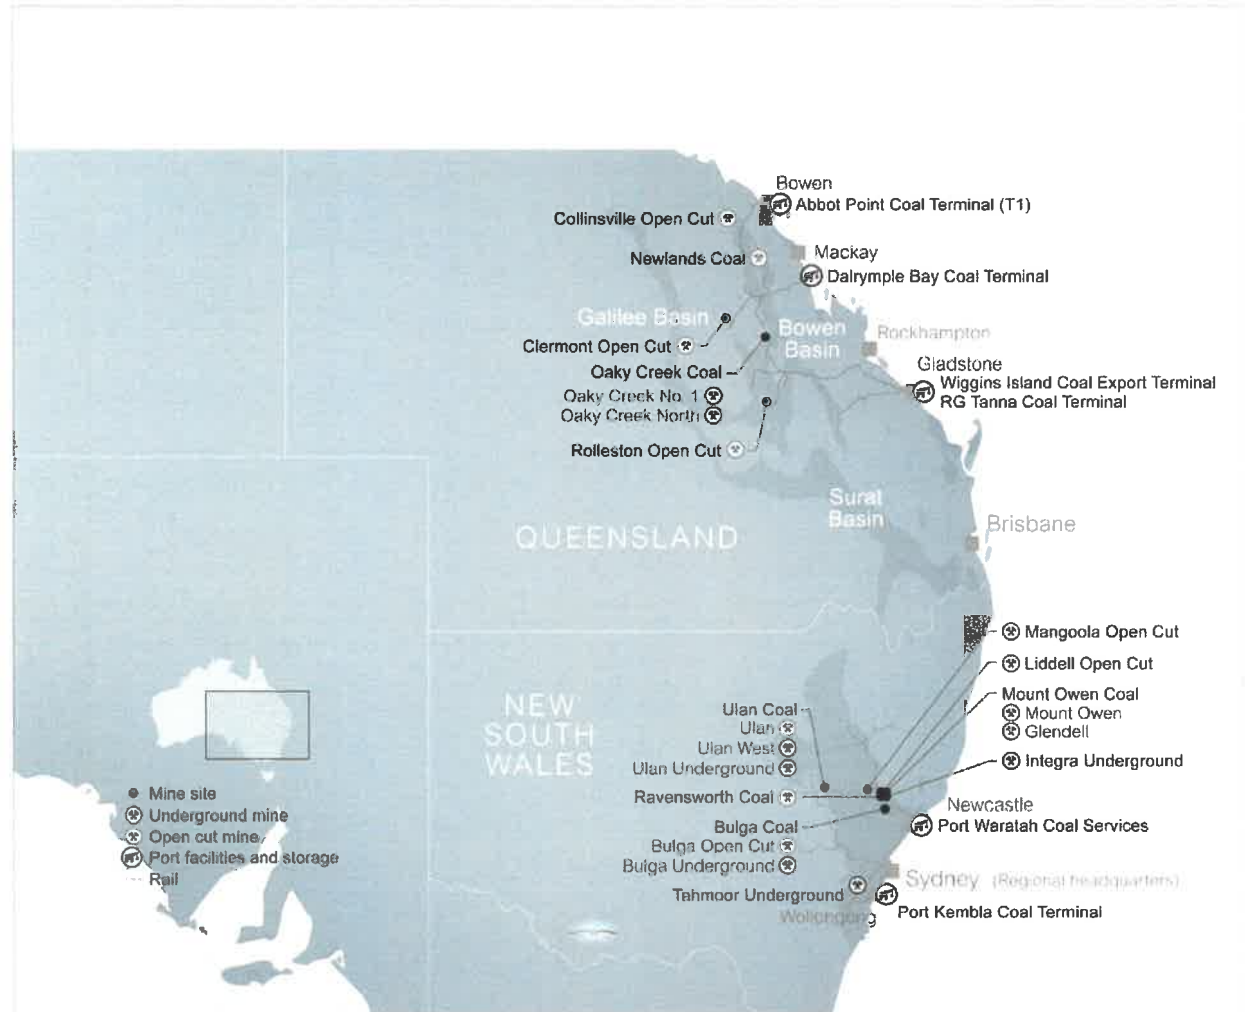 Bowen
Abbot Point Coal Terminal (T1)
Collinsville Open Cut
Newlands Coal
Mackay
Dalrymple Bay Coal Terminal
Galilee Basin
Bowen
Basin
Rockhampton
Clermont Open Cut
Gladstone
Oaky Creek Coal
Wiggins Island Coal Export Terminal
RG Tanna Coal Terminal
Oaky Creek No. 1
Oaky Creek North
Rolleston Open Cut
Surat
Basin
QUEENSLAND
Brisbane
Mangoola Open Cut
Liddell Open Cut
Mount Owen Coal
Mount Owen
Glendell
Integra Underground
NEW
SOUTH
WALES
Ulan Coal
Ulan
Ulan West
Ulan Underground
Ravensworth Coal
Newcastle
Port Waratah Coal Services
Bulga Coal
Bulga Open Cut
Bulga Underground
Sydney (Regional headquarters)
Tahmoor Underground
Wollongong
Port Kembla Coal Terminal
Mine site
Underground mine
Open cut mine
Port facilities and storage
Rail